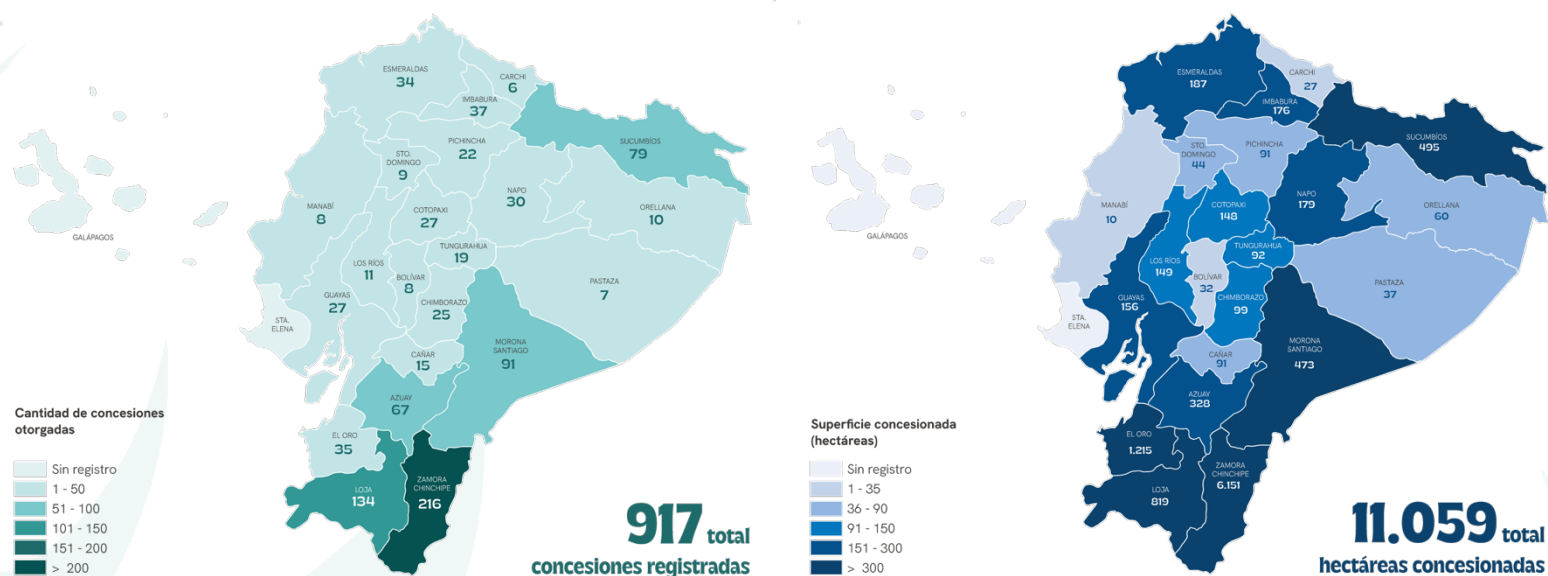 ESMERALDAS
34
CARCHI
6
IMBABURA
37
SUCUMBÍOS
79
PICHINCHA
22
STO.
DOMINGO
9
NAPO
30
ORELLANA
10
MANABÍ
8
COTOPAXI
27
GALÁPAGOS
TUNGURAHUA
19
LOS RÍOS
11
BOLÍVAR
8
PASTAZA
7
GUAYAS
27
CHIMBORAZO
25
STA.
ELENA
MORONA
SANTIAGO
91
CAÑAR
15
AZUAY
67
EL ORO
35
LOJA
134
ZAMORA
CHINCHIPE
216
Cantidad de concesiones
otorgadas
Sin registro
1 - 50
51 - 100
101 - 150
151 - 200
> 200
917 total
concesiones registradas
ESMERALDAS
187
CARCHI
27
IMBABURA
176
SUCUMBÍOS
495
PICHINCHA
91
STO.
DOMINGO
44
NAPO
179
ORELLANA
60
MANABÍ
10
COTOPAXI
148
GALÁPAGOS
TUNGURAHUA
92
LOS RÍOS
149
BOLÍVAR
32
PASTAZA
37
GUAYAS
156
CHIMBORAZO
99
STA.
ELENA
MORONA
SANTIAGO
473
CAÑAR
91
AZUAY
328
EL ORO
1.215
LOJA
819
ZAMORA
CHINCHIPE
6.151
Superficie concesionada
(hectáreas)
Sin registro
1 - 35
36 - 90
91 - 150
151 - 300
> 300
11.059 total
hectáreas concesionadas